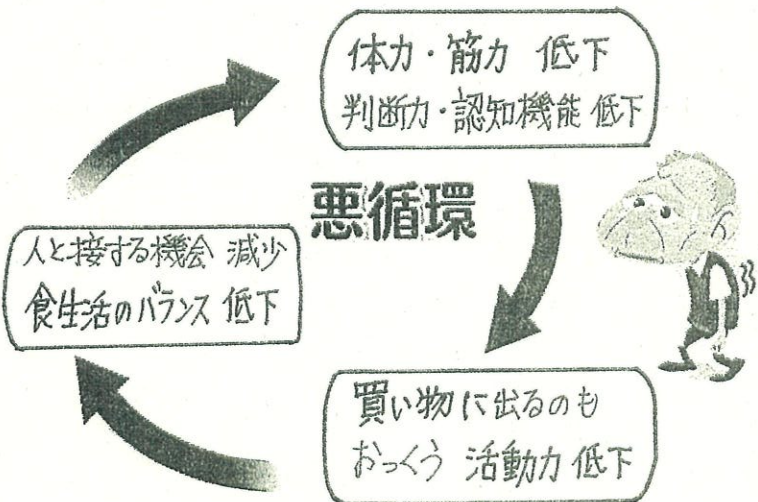 体力・筋力 低下
判断力・認知機能 低下
悪循環
人と接する機会 減少
食生活のバランス 低下
買い物に出るのも
おっくう 活動力 低下